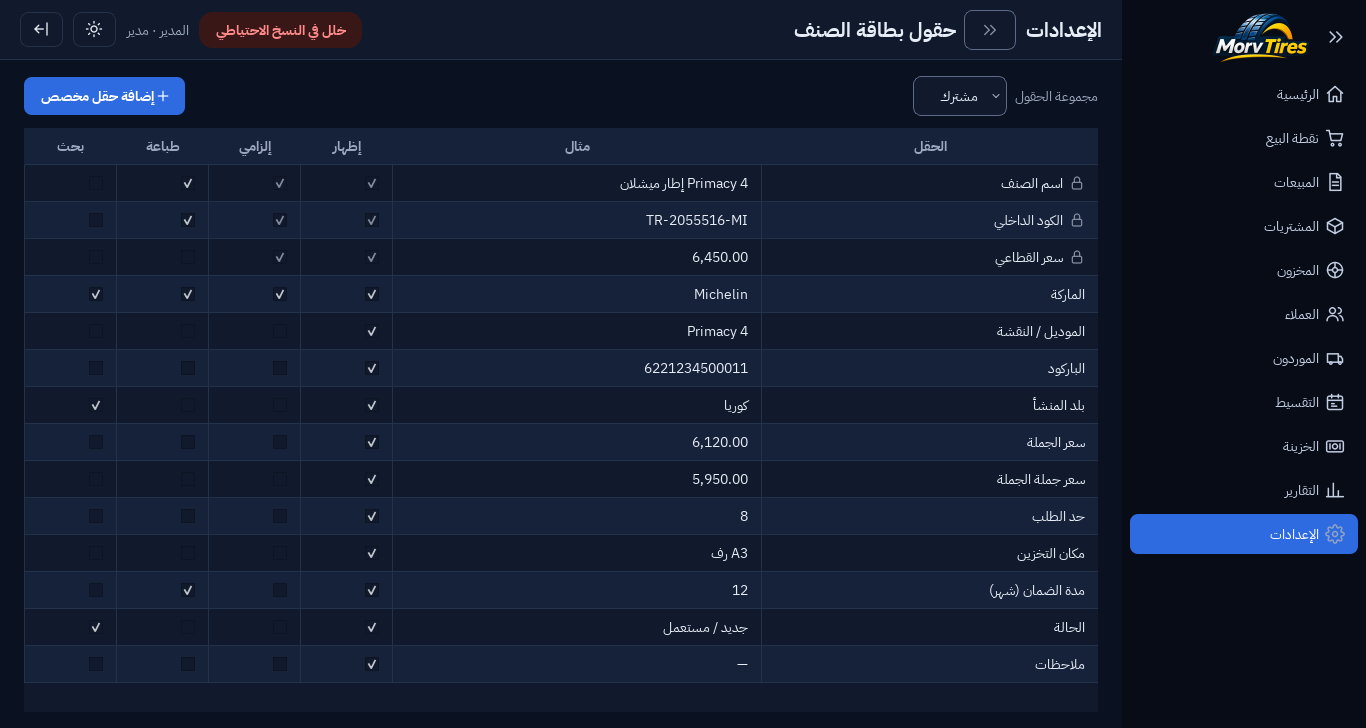 MorvTires
الرئيسية
نقطة البيع
المبيعات
المشتريات
المخزون
العملاء
الموردون
التقسيط
الخزينة
التقارير
الإعدادات
الإعدادات حقول بطاقة الصنف
خلل في النسخ الاحتياطي
المدير · مدير
مجموعة الحقول مشترك
إضافة حقل مخصص
الحقل مثال إظهار إلزامي طباعة بحث
اسم الصنف إطار ميشلان Primacy 4
الكود الداخلي TR-2055516-MI
سعر القطاعي 6,450.00
الماركة Michelin
الموديل / النقشة Primacy 4
الباركود 6221234500011
بلد المنشأ كوريا
سعر الجملة 6,120.00
سعر جملة الجملة 5,950.00
حد الطلب 8
مكان التخزين رف A3
مدة الضمان (شهر) 12
الحالة جديد / مستعمل
ملاحظات —